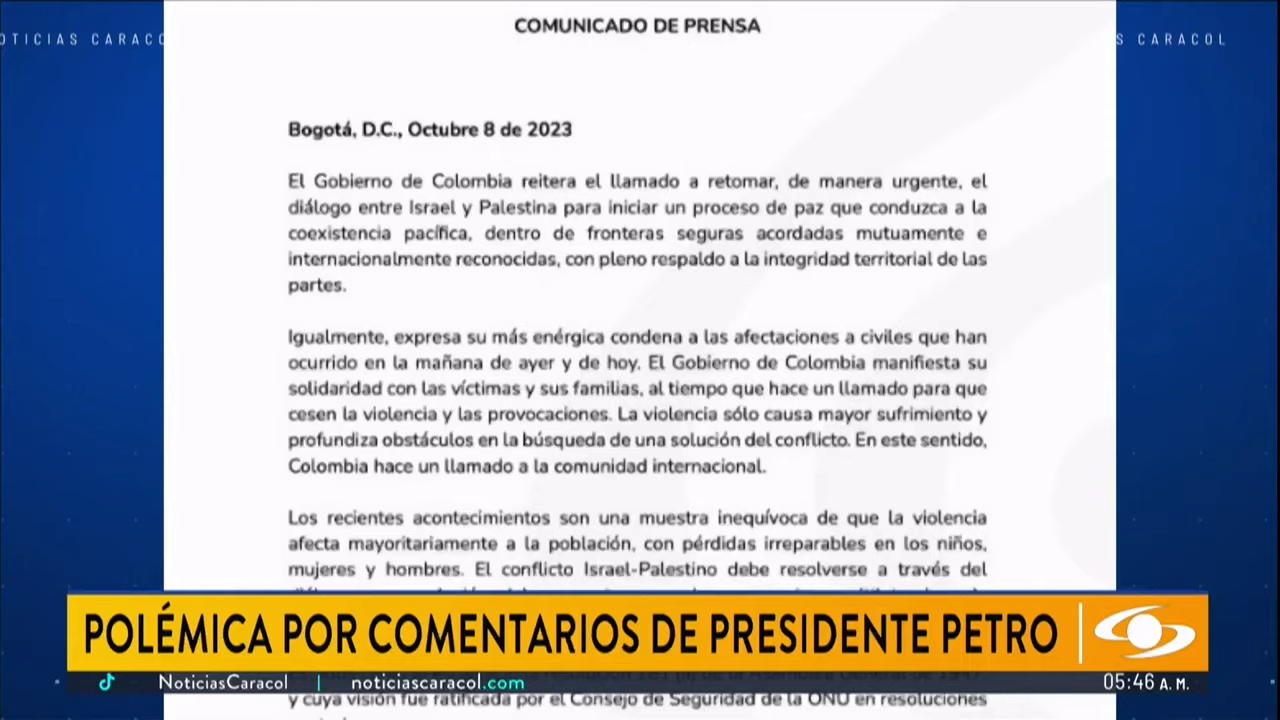 COMUNICADO DE PRENSA
OTICIAS CARACO
S CARACOL
Bogotá, D.C., Octubre 8 de 2023
El Gobierno de Colombia reitera el llamado a retomar, de manera urgente, el
diálogo entre Israel y Palestina para iniciar un proceso de paz que conduzca a la
coexistencia pacífica, dentro de fronteras seguras acordadas mutuamente e
internacionalmente reconocidas, con pleno respaldo a la integridad territorial de las
partes.
Igualmente, expresa su más enérgica condena a las afectaciones a civiles que han
ocurrido en la mañana de ayer y de hoy. El Gobierno de Colombia manifiesta su
solidaridad con las víctimas y sus familias, al tiempo que hace un llamado para que
cesen la violencia y las provocaciones. La violencia sólo causa mayor sufrimiento y
profundiza obstáculos en la búsqueda de una solución del conflicto. En este sentido,
Colombia hace un llamado a la comunidad internacional.
Los recientes acontecimientos son una muestra inequívoca de que la violencia
afecta mayoritariamente a la población, con pérdidas irreparables en los niños,
mujeres y hombres. El conflicto Israel-Palestino debe resolverse a través del
POLÉMICA POR COMENTARIOS DE PRESIDENTE PETRO
NoticiasCaracol | noticiascaracol.com
05:46 A. M.
y cuya visión fue ratificada por el Consejo de Seguridad de la ONU en resoluciones